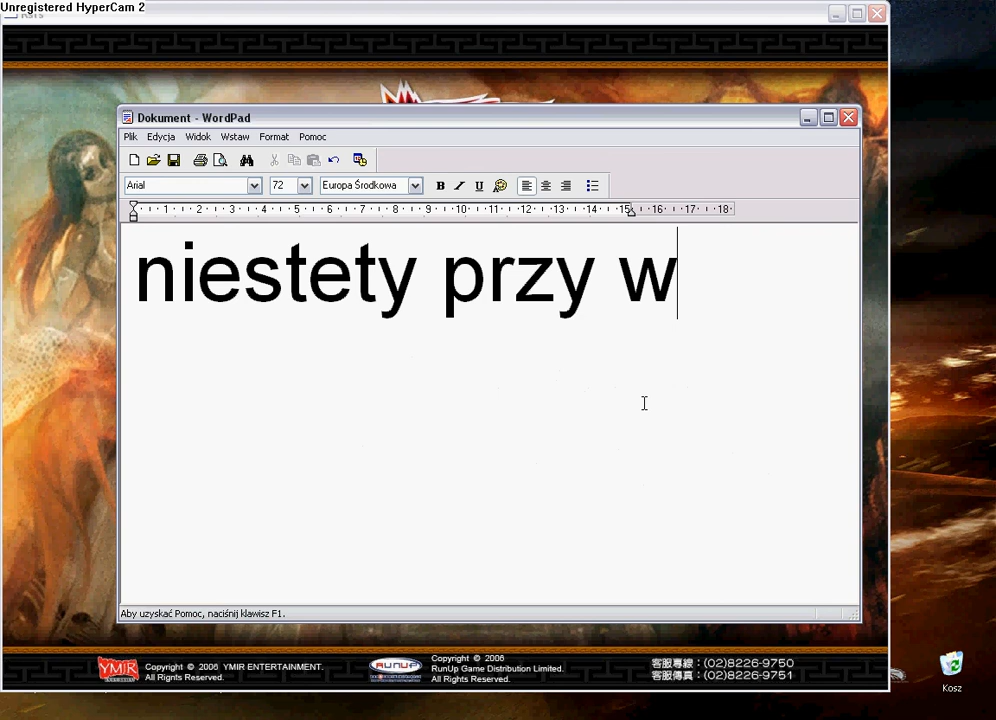 Unregistered HyperCam 2
Dokument - WordPad
Plik Edycja Widok Wstaw Format Pomoc
Arial 72 Europa Środkowa B I U
1 2 3 4 5 6 7 8 9 10 11 12 13 14 15 16 17 18
niestety przy w
Aby uzyskać Pomoc, naciśnij klawisz F1.
YMIR
Copyright © 2006 YMIR ENTERTAINMENT.
All Rights Reserved.
RUNUP
Copyright © 2006
RunUp Game Distribution Limited.
All Rights Reserved.
客服專線：(02)8226-9750
客服傳真：(02)8226-9751
Kosz